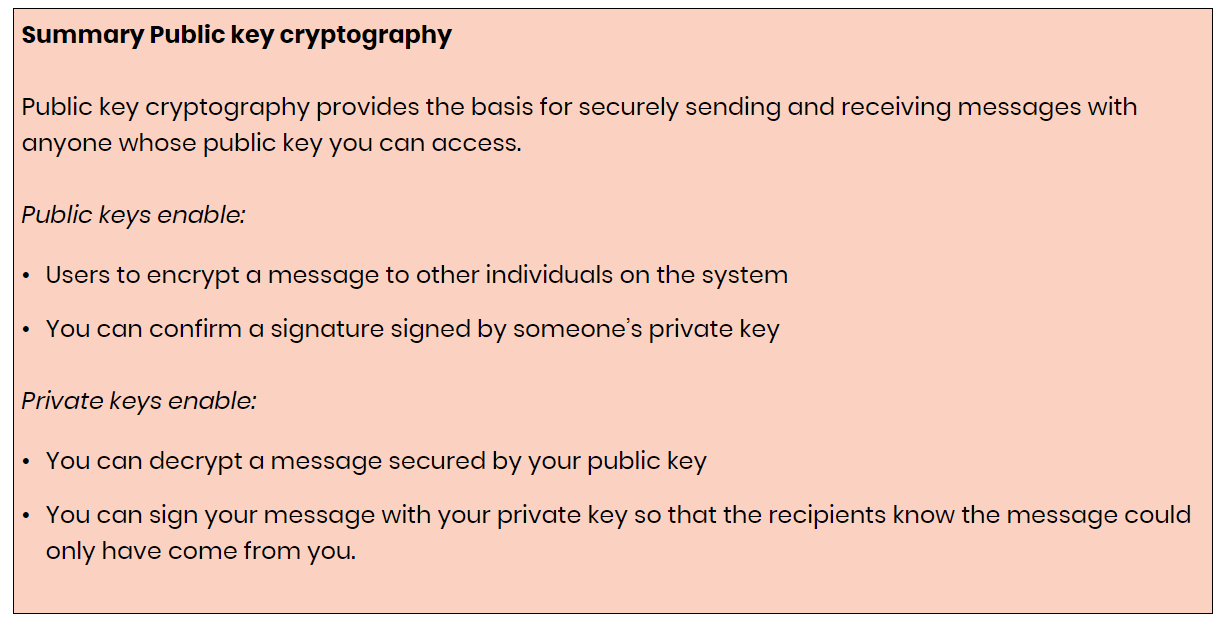 Summary Public key cryptography
Public key cryptography provides the basis for securely sending and receiving messages with
anyone whose public key you can access.
Public keys enable:
• Users to encrypt a message to other individuals on the system
• You can confirm a signature signed by someone’s private key
Private keys enable:
• You can decrypt a message secured by your public key
• You can sign your message with your private key so that the recipients know the message could
only have come from you.